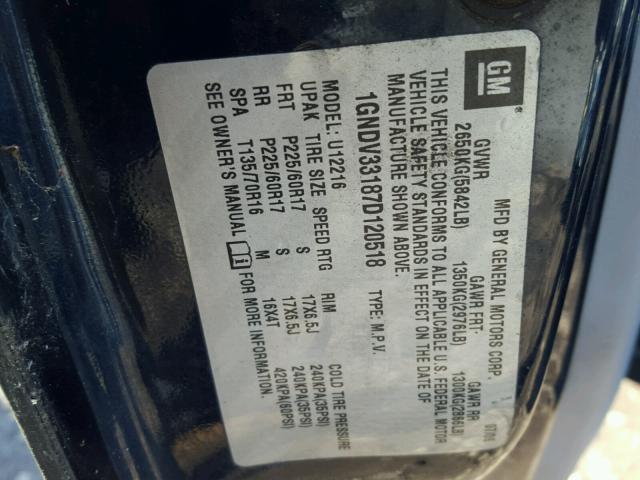 GM
®
MFD BY GENERAL MOTORS CORP.
GVWR GAWR FRT- GAWR RR
2650KG(5842LB) 1350KG(2976LB) 1300KG(2866LB)
THIS VEHICLE CONFORMS TO ALL APPLICABLE U.S. FEDERAL MOTOR
VEHICLE SAFETY STANDARDS IN EFFECT ON THE DATE OF
MANUFACTURE SHOWN ABOVE.
1GNDV33187D120518 TYPE: M.P.V.
MODEL: U12216
UPAK TIRE SIZE SPEED RTG RIM COLD TIRE PRESSURE
FRT P225/60R17 S 17X6.5J 240KPA(35PSI)
RR P225/60R17 S 17X6.5J 240KPA(35PSI)
SPA T135/70R16 M 16X4T 420KPA(60PSI)
SEE OWNER'S MANUAL FOR MORE INFORMATION.